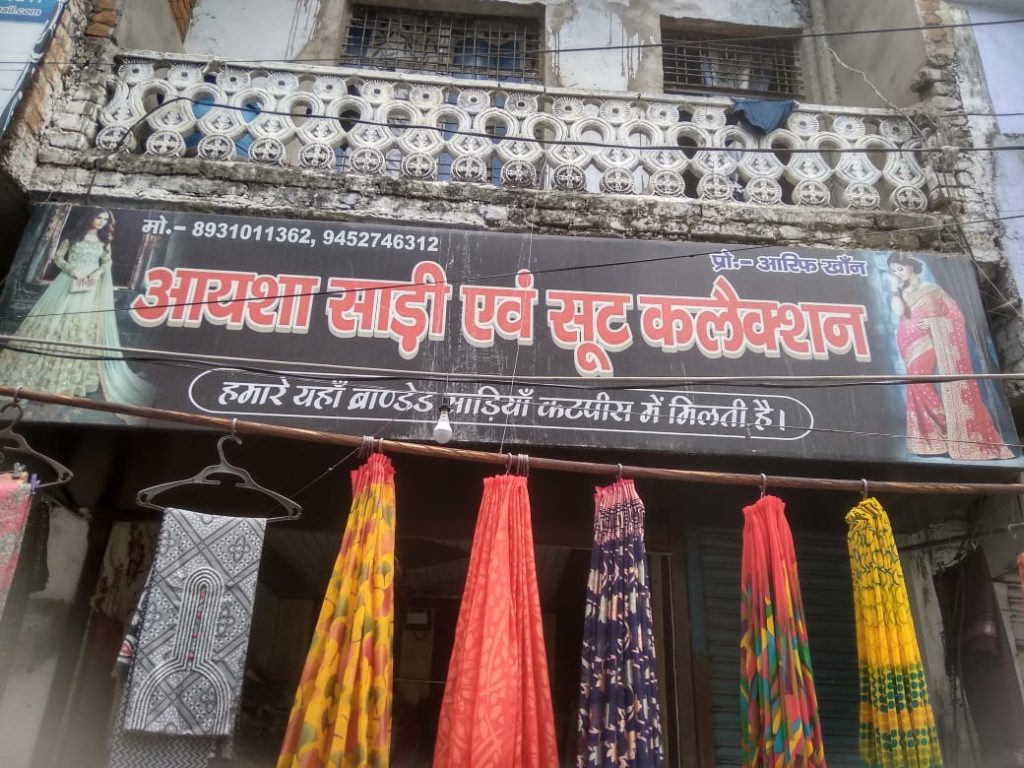 मो.– 8931011362, 9452746312
प्रो.– आरिफ खाँन
आयशा साड़ी एवं सूट कलैक्शन
हमारे यहाँ ब्राण्डेड साड़ियाँ कटपीस में मिलती है।